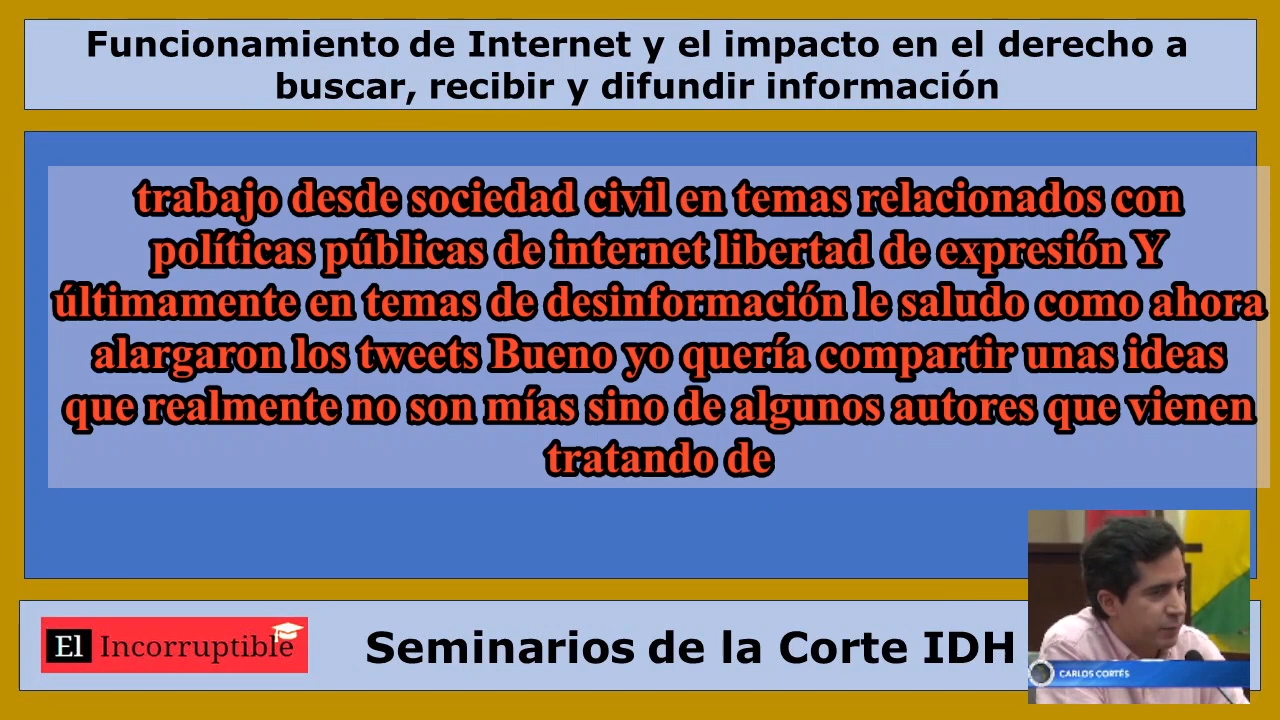 Funcionamiento de Internet y el impacto en el derecho a
buscar, recibir y difundir información
trabajo desde sociedad civil en temas relacionados con
políticas públicas de internet libertad de expresión Y
últimamente en temas de desinformación le saludo como ahora
alargaron los tweets Bueno yo quería compartir unas ideas
que realmente no son mías sino de algunos autores que vienen
tratando de
El Incorruptible
Seminarios de la Corte IDH
CARLOS CORTÉS